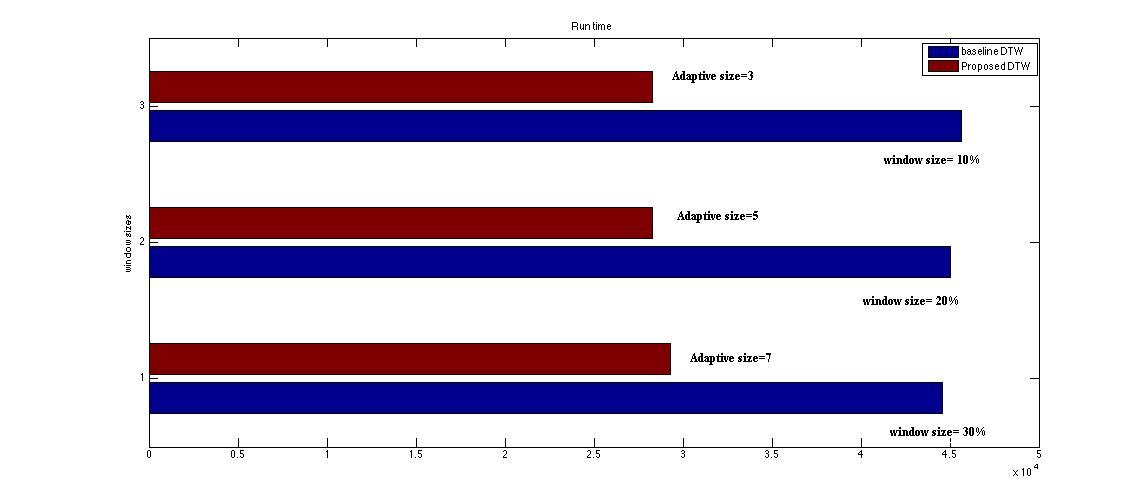 Run time
baseline DTW
Proposed DTW
Adaptive size=3
3
window size= 10%
Adaptive size=5
window sizes
2
window size= 20%
Adaptive size=7
1
window size= 30%
0 0.5 1 1.5 2 2.5 3 3.5 4 4.5 5
x 10^4